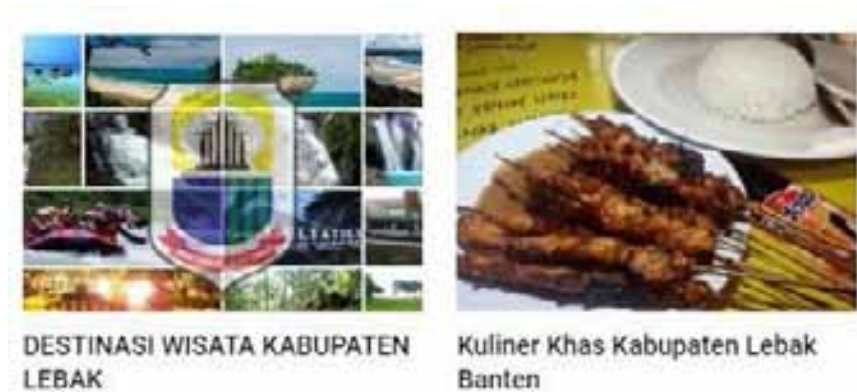 DESTINASI WISATA KABUPATEN
LEBAK
Kuliner Khas Kabupaten Lebak
Banten